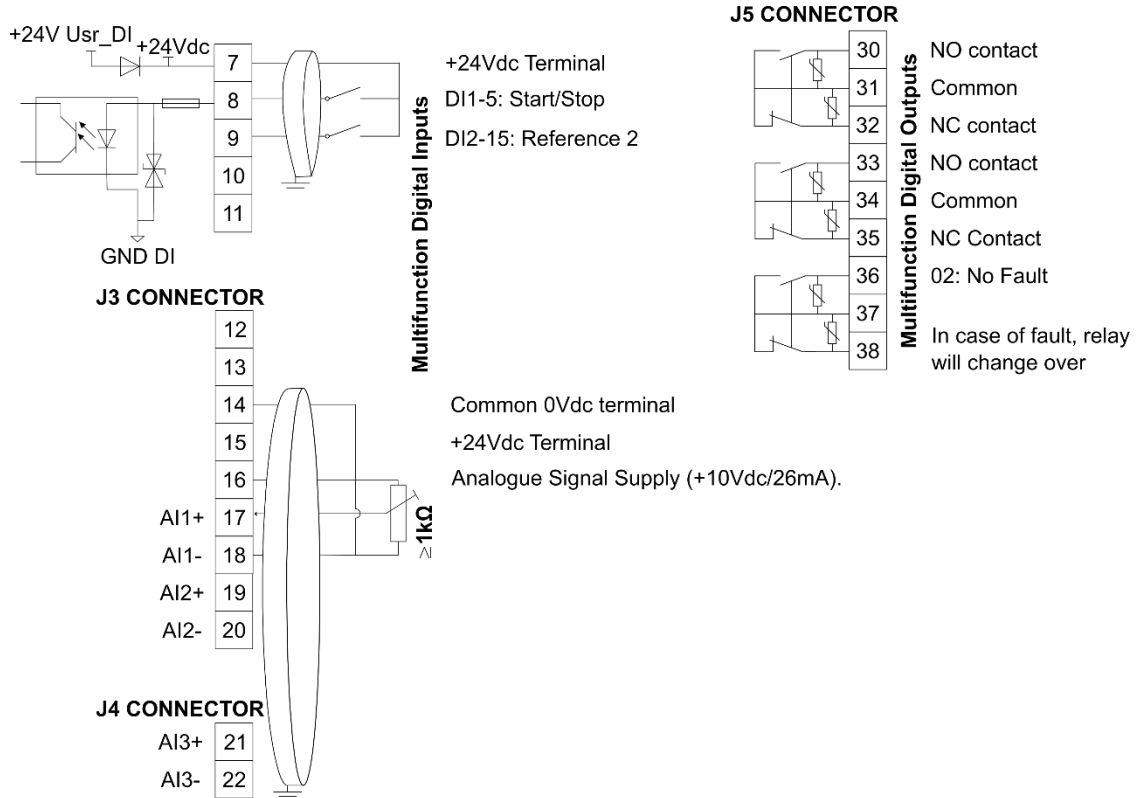 +24V Usr_DI
+24Vdc
7
+24Vdc Terminal
8
DI1-5: Start/Stop
9
DI2-15: Reference 2
10
11
GND DI
Multifunction Digital Inputs
J3 CONNECTOR
12
13
14
Common 0Vdc terminal
15
+24Vdc Terminal
16
Analogue Signal Supply (+10Vdc/26mA).
AI1+ 17
≥1kΩ
AI1- 18
AI2+ 19
AI2- 20
J4 CONNECTOR
AI3+ 21
AI3- 22
J5 CONNECTOR
30 NO contact
31 Common
32 NC contact
33 NO contact
34 Common
35 NC Contact
36 02: No Fault
37
38
In case of fault, relay
will change over
Multifunction Digital Outputs